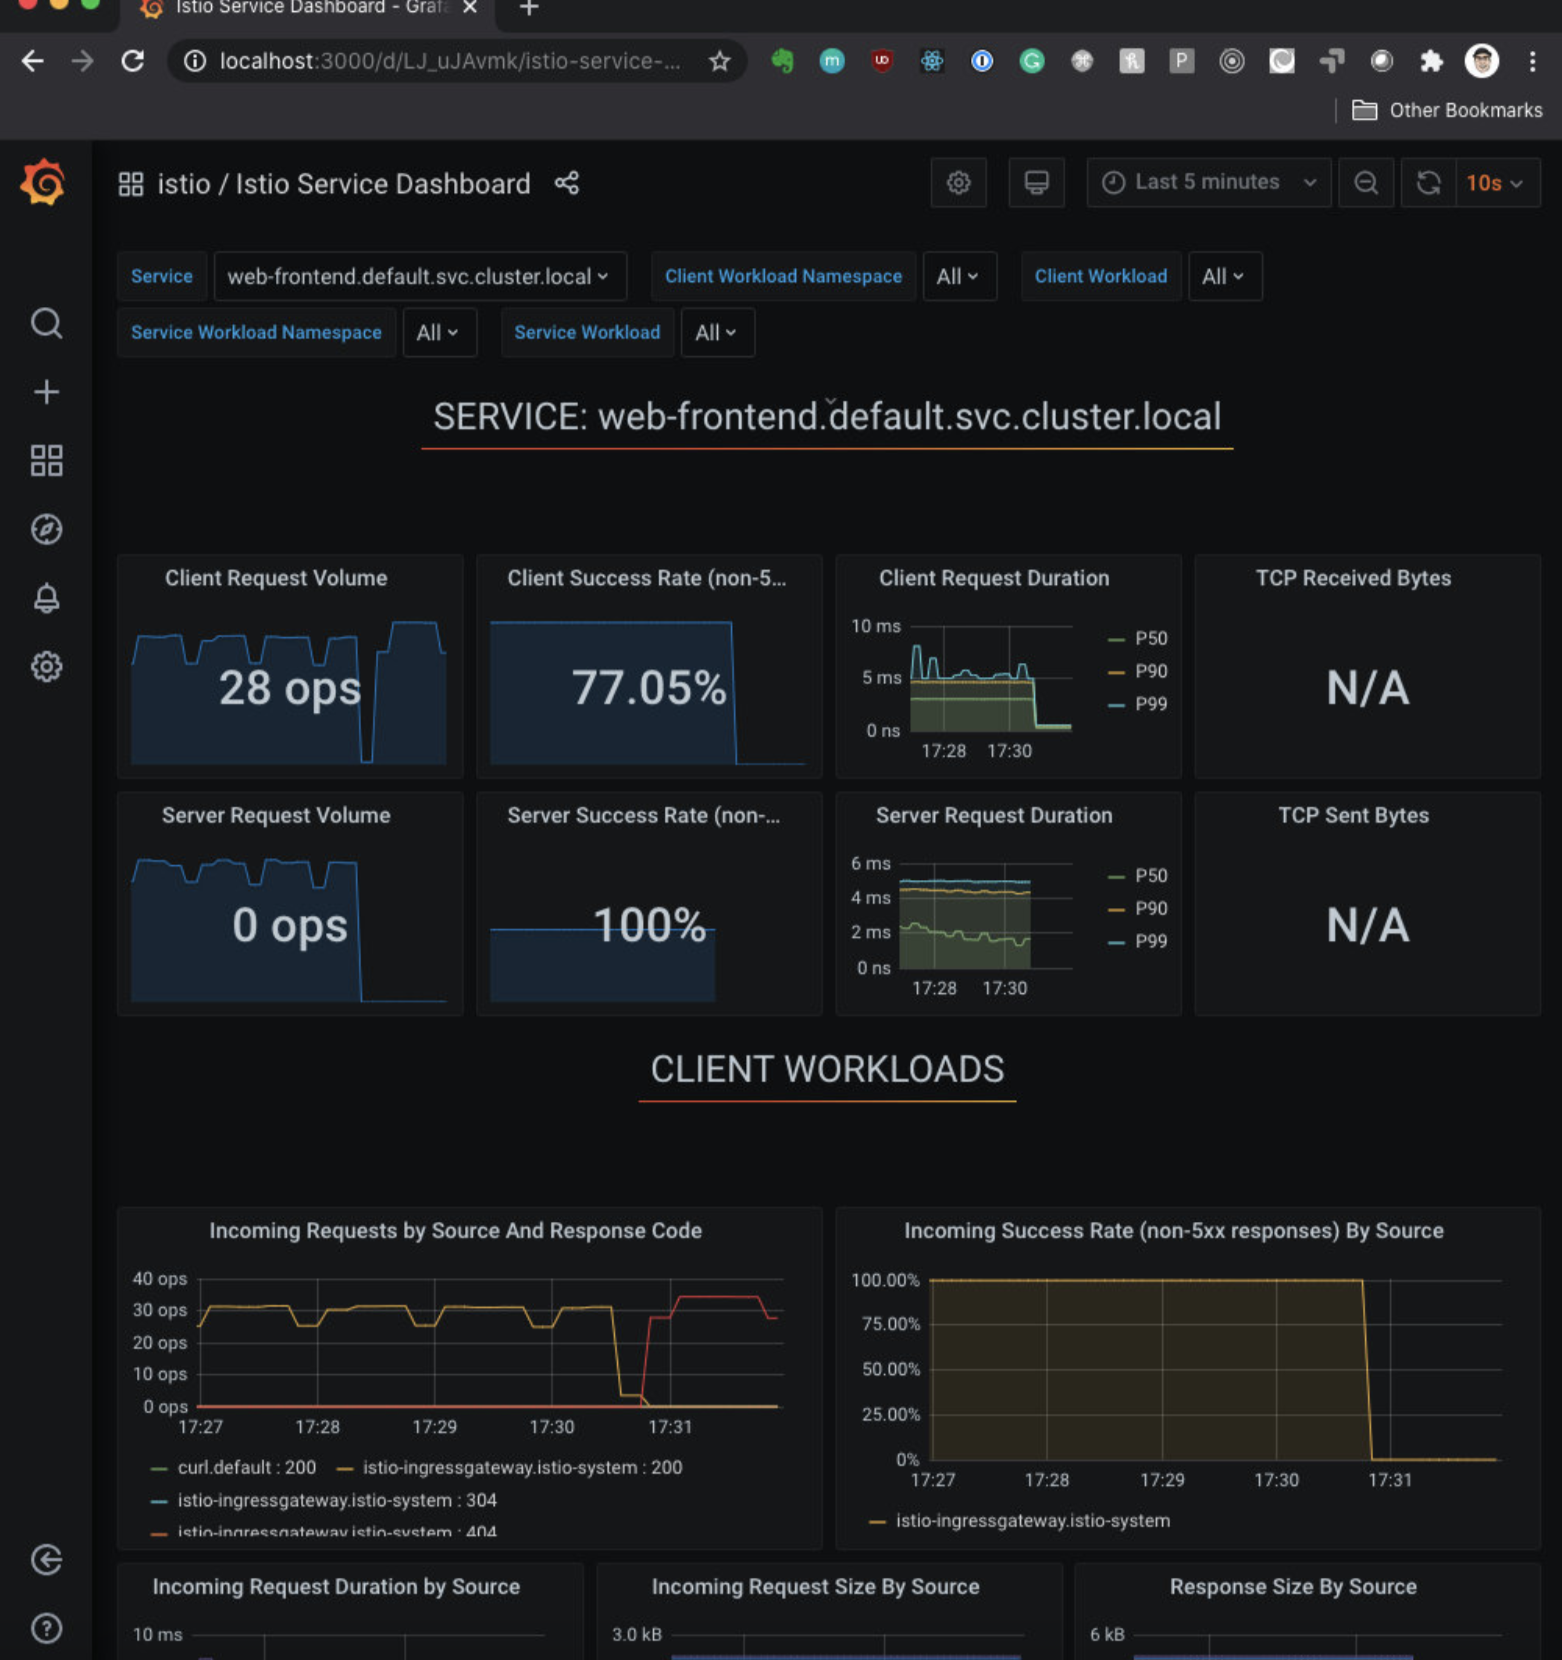 Istio Service Dashboard - Grafa
localhost:3000/d/LJ_uJAvmk/istio-service-...
Other Bookmarks
istio / Istio Service Dashboard
Last 5 minutes
10s
Service web-frontend.default.svc.cluster.local Client Workload Namespace All Client Workload All
Service Workload Namespace All Service Workload All
SERVICE: web-frontend.default.svc.cluster.local
Client Request Volume
28 ops
Client Success Rate (non-5...
77.05%
Client Request Duration
10 ms
5 ms
0 ns
17:28 17:30
P50
P90
P99
TCP Received Bytes
N/A
Server Request Volume
0 ops
Server Success Rate (non-...
100%
Server Request Duration
6 ms
4 ms
2 ms
0 ns
17:28 17:30
P50
P90
P99
TCP Sent Bytes
N/A
CLIENT WORKLOADS
Incoming Requests by Source And Response Code
40 ops
30 ops
20 ops
10 ops
0 ops
17:27 17:28 17:29 17:30 17:31
curl.default : 200 istio-ingressgateway.istio-system : 200
istio-ingressgateway.istio-system : 304
istio-ingressgateway.istio-system : 404
Incoming Success Rate (non-5xx responses) By Source
100.00%
75.00%
50.00%
25.00%
0%
17:27 17:28 17:29 17:30 17:31
istio-ingressgateway.istio-system
Incoming Request Duration by Source
10 ms
Incoming Request Size By Source
3.0 kB
Response Size By Source
6 kB